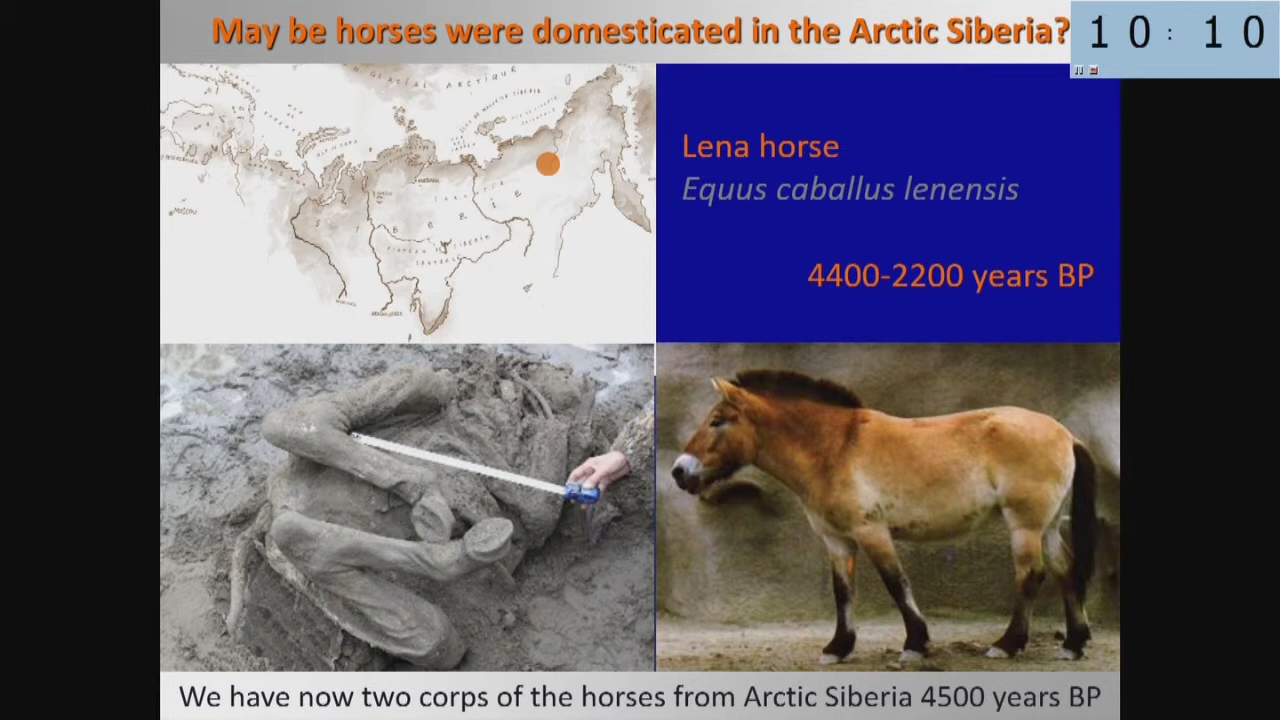 May be horses were domesticated in the Arctic Siberia?
10:10
Lena horse
Equus caballus lenensis
4400-2200 years BP
We have now two corps of the horses from Arctic Siberia 4500 years BP